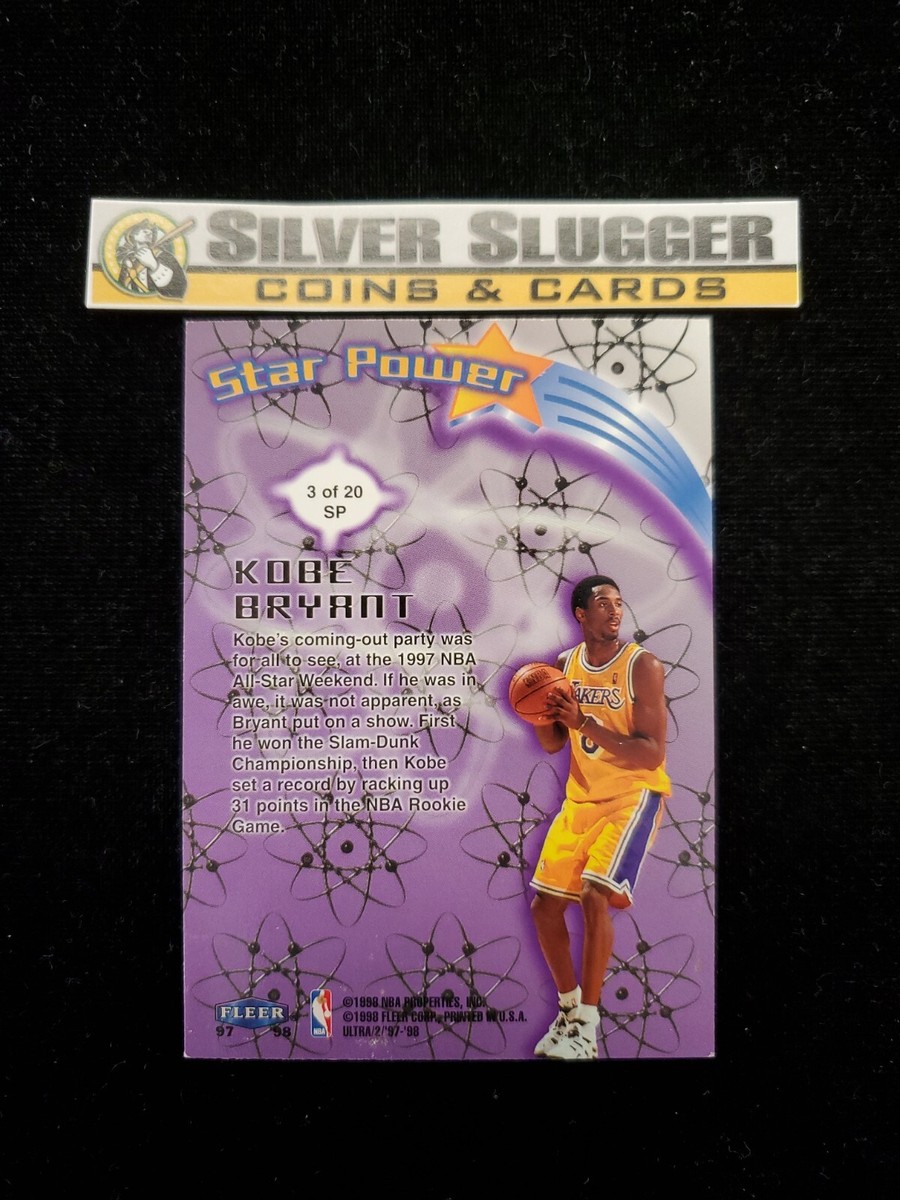 SILVER SLUGGER
COINS & CARDS
Star Power
3 of 20
SP
KOBE
BRYANT
Kobe's coming-out party was
for all to see, at the 1997 NBA
All-Star Weekend. If he was in
awe, it was not apparent, as
Bryant put on a show. First,
he won the Slam-Dunk
Championship, then Kobe
set a record by racking up
31 points in the NBA Rookie
Game.
LAKERS
8
FLEER
97 98
NBA
©1998 NBA PROPERTIES, INC.
©1998 FLEER CORP., PRINTED IN U.S.A.
ULTRA/2/'97-'98